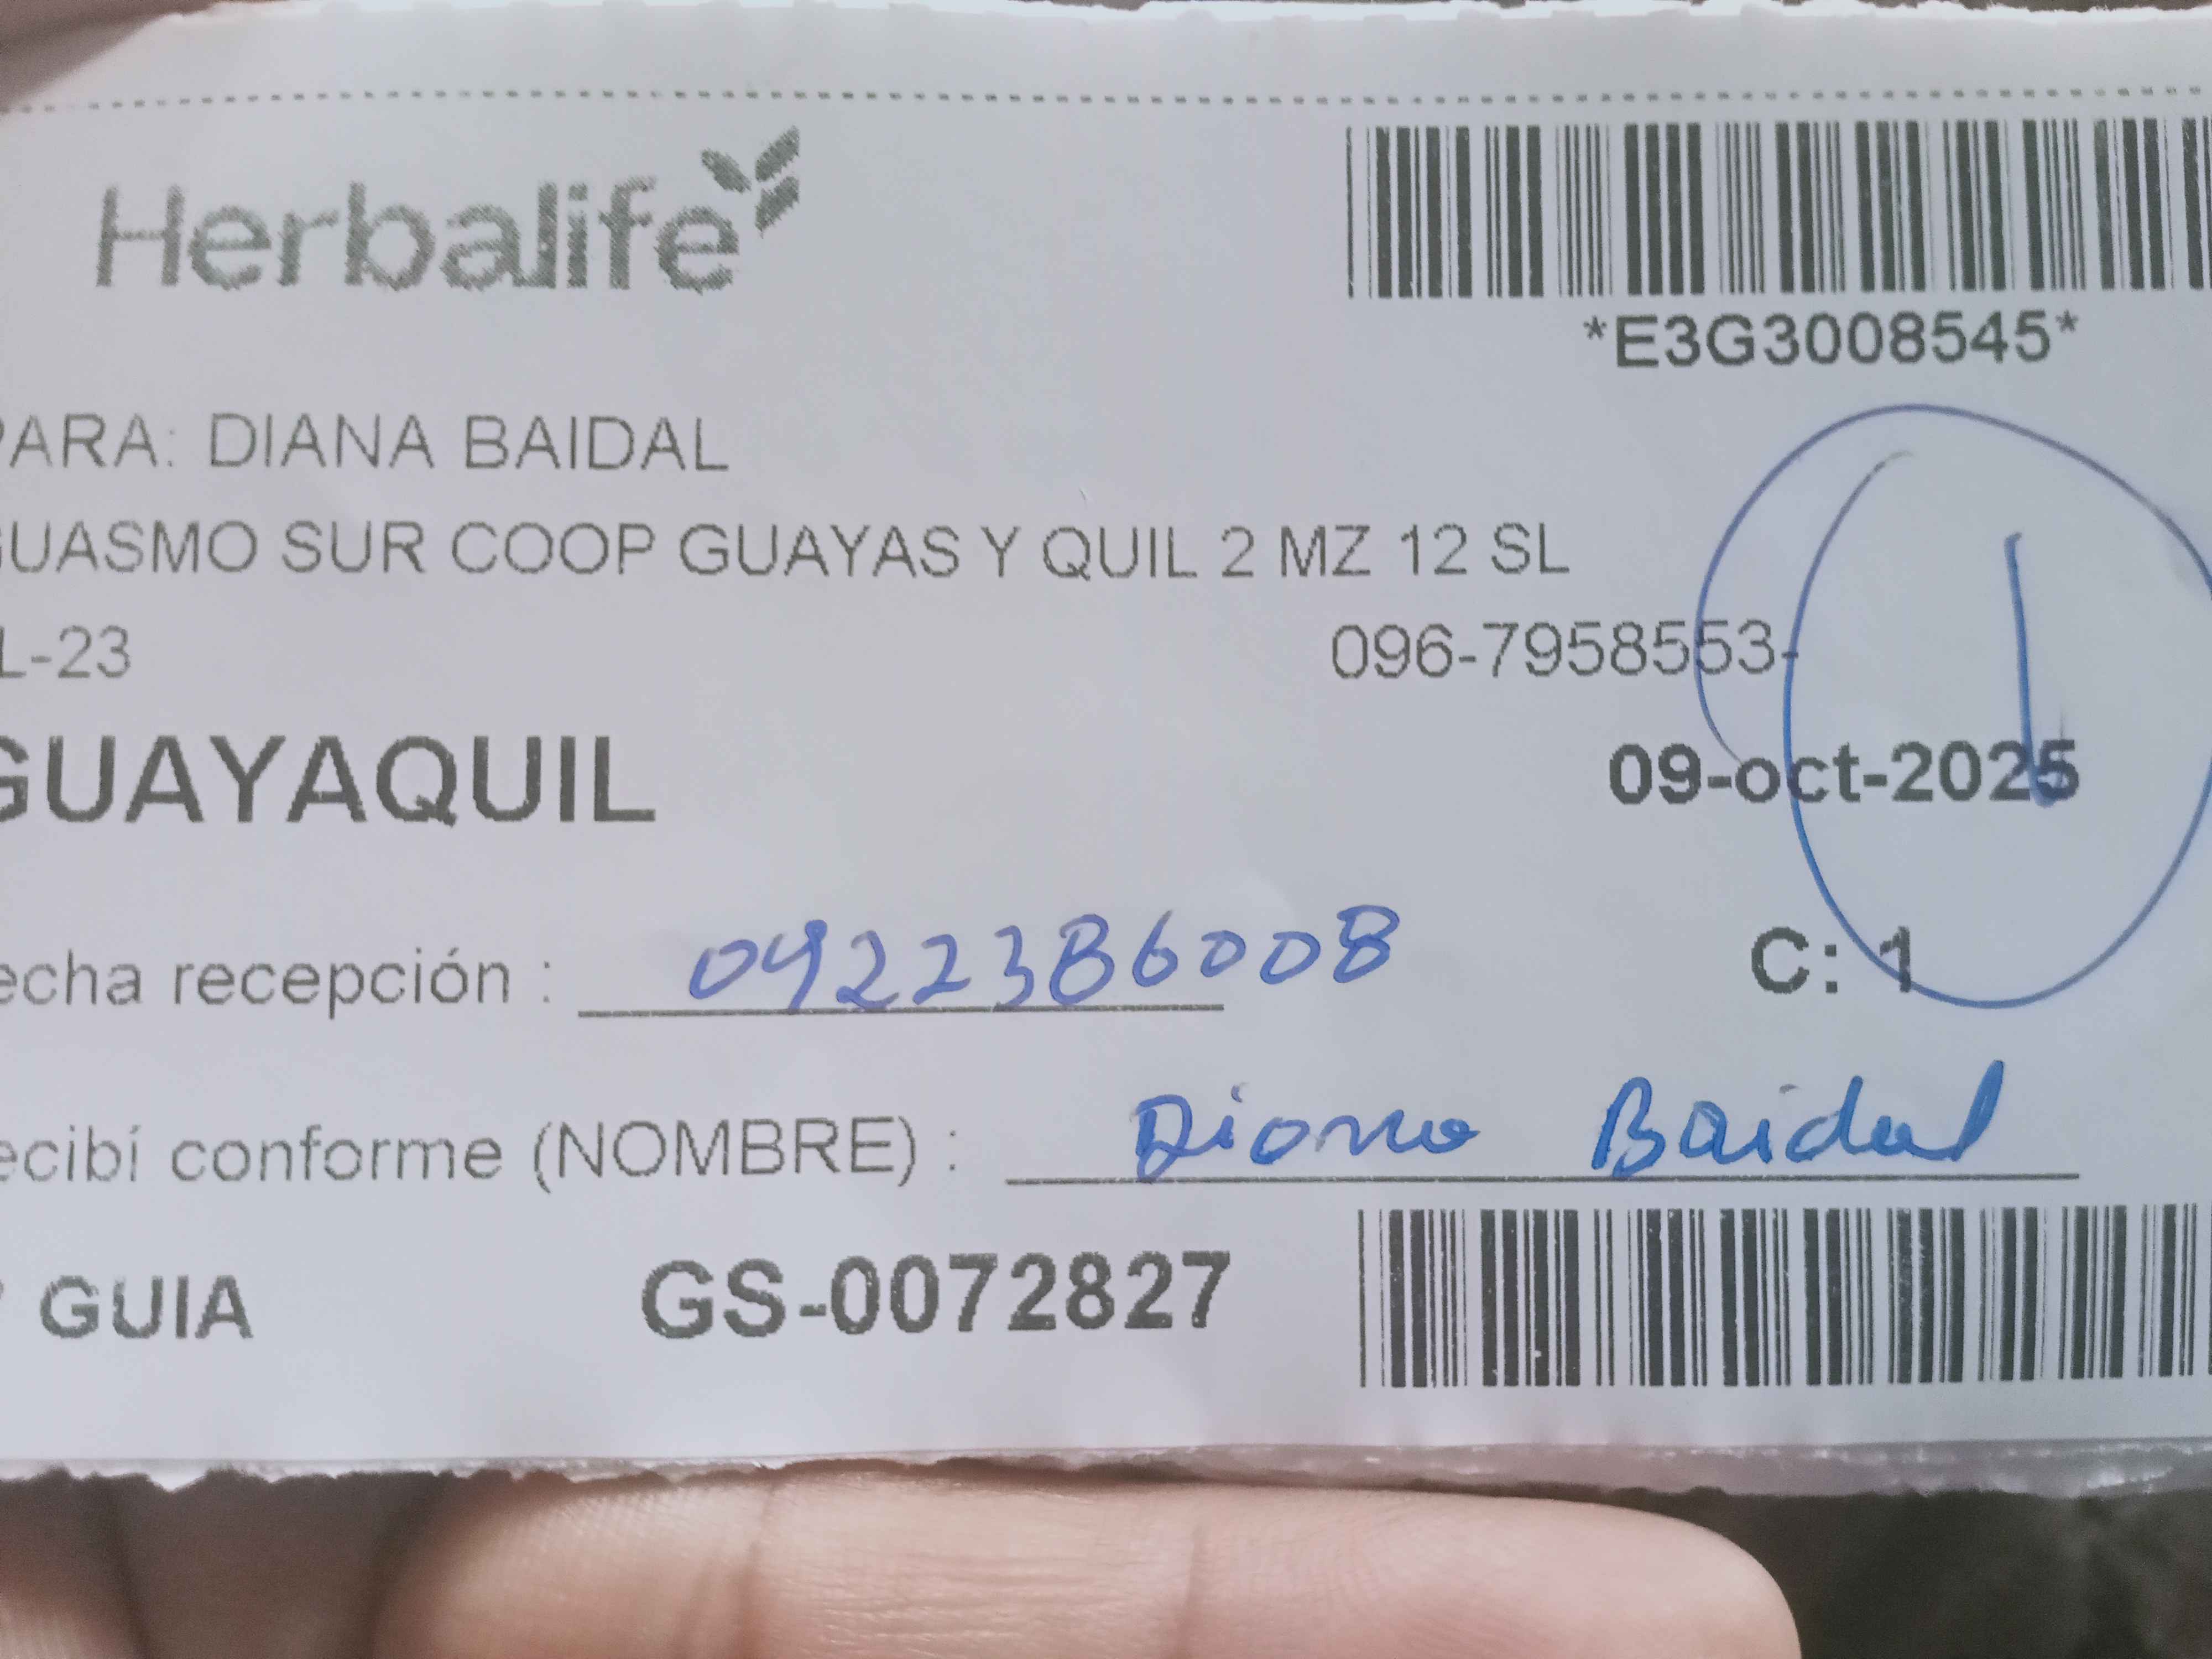 Herbalife
*E3G3008545*
PARA: DIANA BAIDAL
GUASMO SUR COOP GUAYAS Y QUIL 2 MZ 12 SL
L-23 096-7958553-
GUAYAQUIL 09-oct-2025
echa recepción : 0922386008 C: 1
ecibí conforme (NOMBRE) : Diana Baidal
GUIA GS-0072827